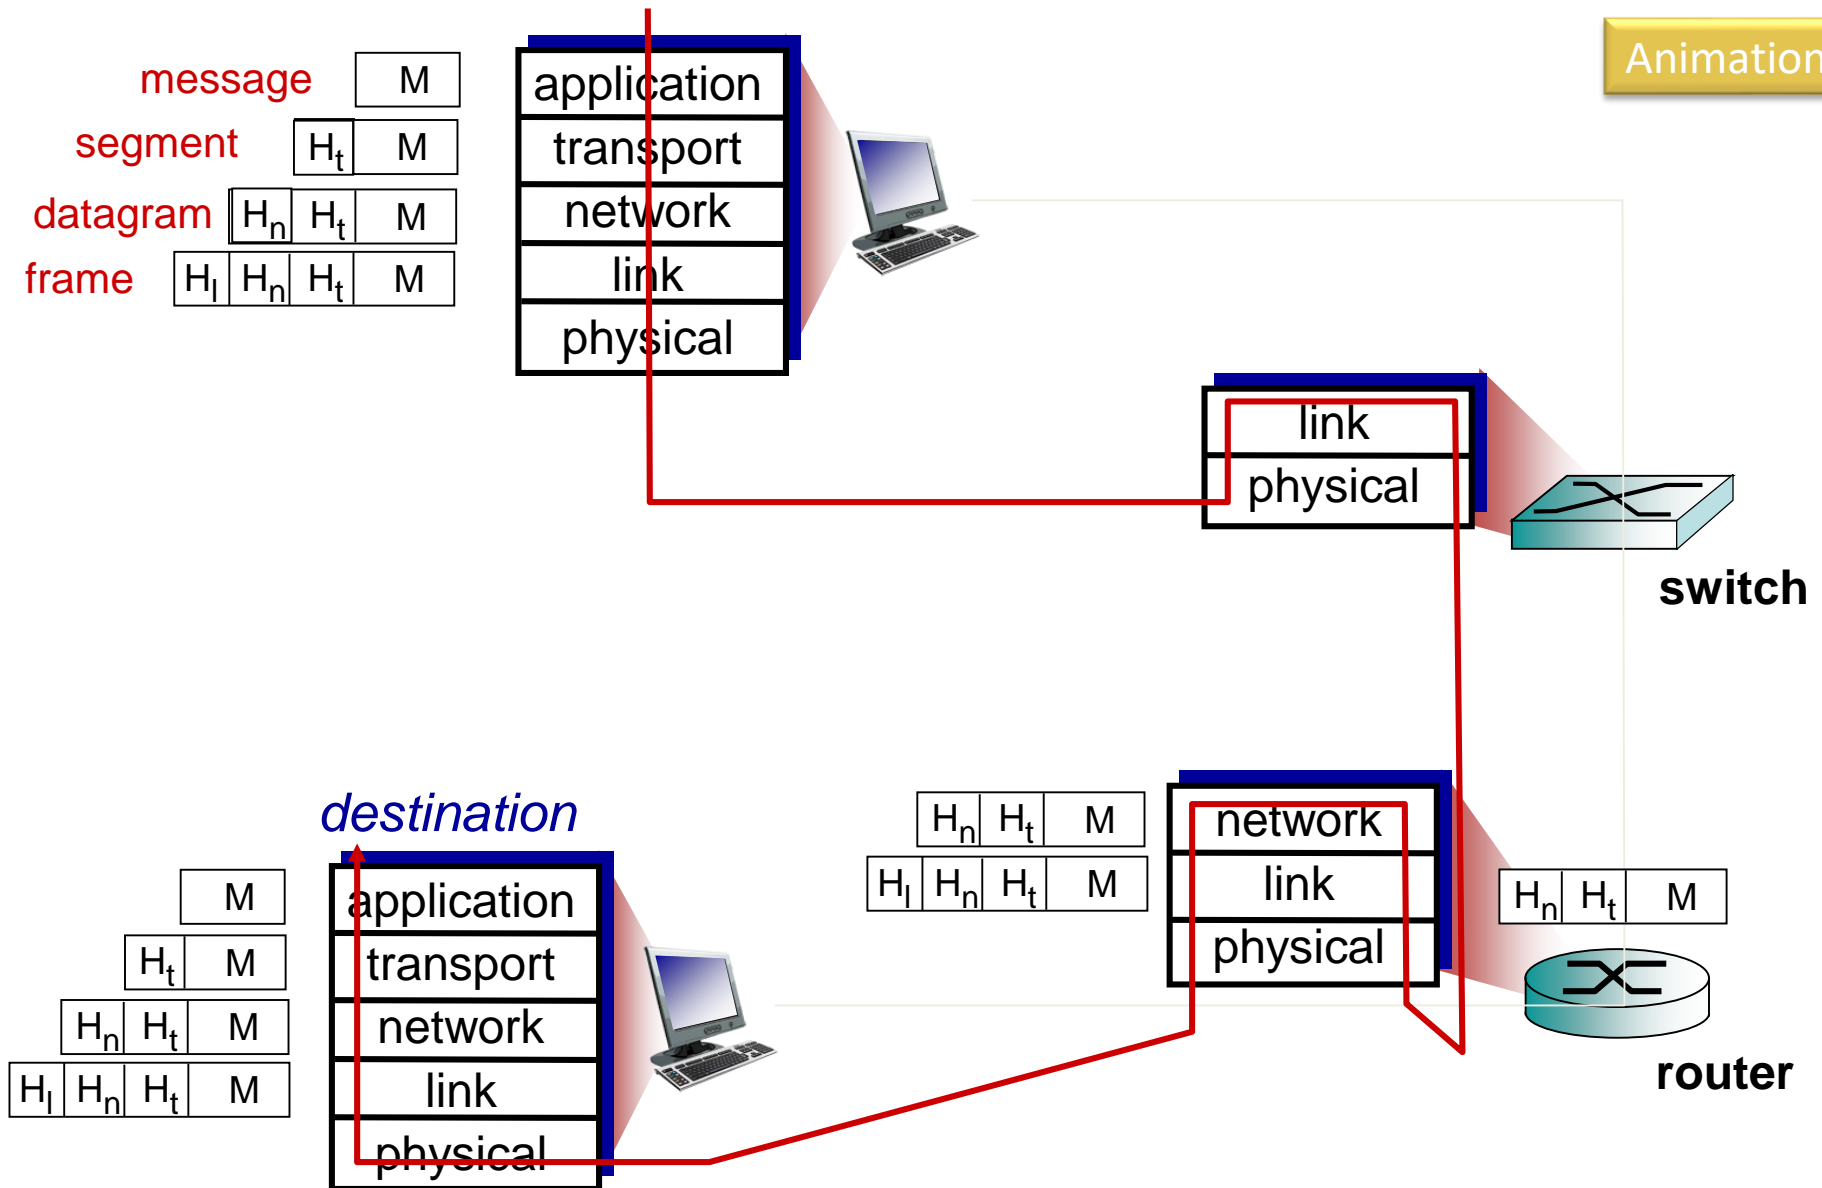 Animation
message M
segment Ht M
datagram Hn Ht M
frame Hl Hn Ht M
application
transport
network
link
physical
link
physical
switch
destination
M
Ht M
Hn Ht M
Hl Hn Ht M
application
transport
network
link
physical
Hn Ht M
Hl Hn Ht M
network
link
physical
Hn Ht M
router